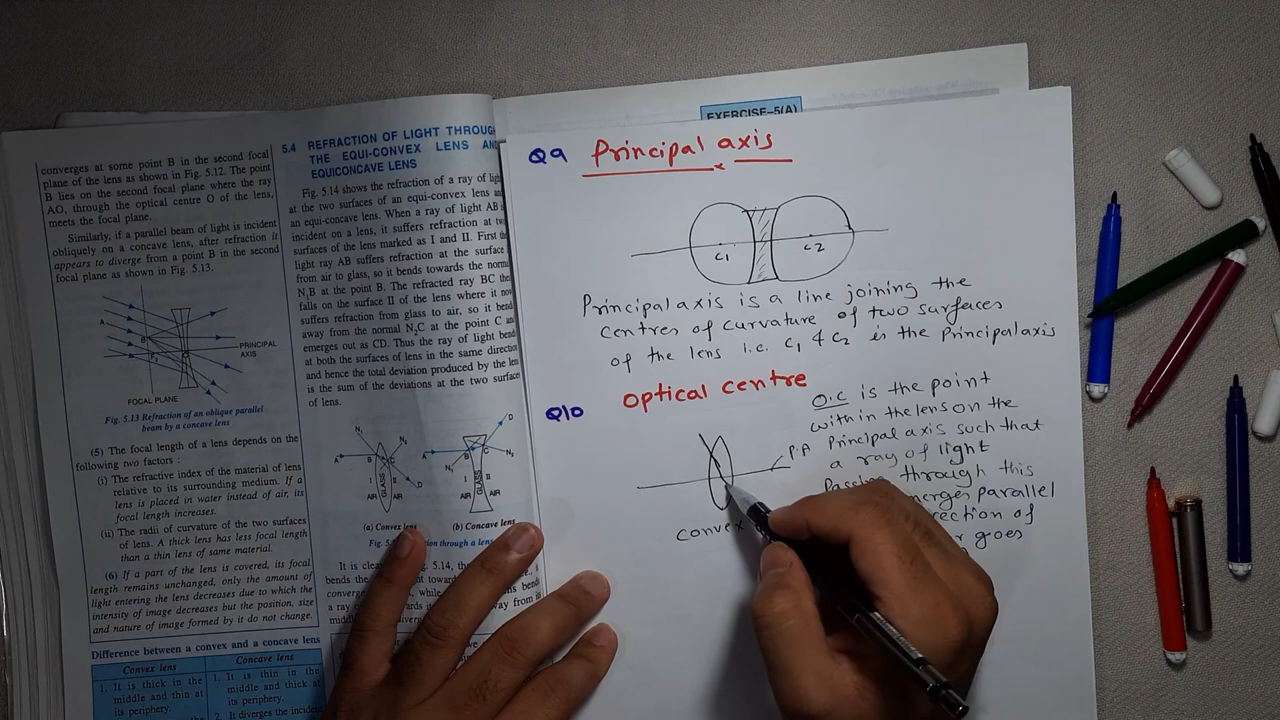 converges at some point B in the second focal
plane of the lens as shown in Fig. 5.12. The point
B lies on the second focal plane where the ray
AO, through the optical centre O of the lens,
meets the focal plane.
Similarly, if a parallel beam of light is incident
obliquely on a concave lens, after refraction it
appears to diverge from a point B in the second
focal plane as shown in Fig. 5.13.
A
B
PRINCIPAL
AXIS
FOCAL PLANE
Fig. 5.13 Refraction of an oblique parallel
beam by a concave lens
(5) The focal length of a lens depends on the
following two factors :
(i) The refractive index of the material of lens
relative to its surrounding medium. If a
lens is placed in water instead of air, its
focal length increases.
(ii) The radii of curvature of the two surfaces
of lens. A thick lens has less focal length
than a thin lens of same material.
(6) If a part of the lens is covered, its focal
length remains unchanged, only the amount of
light entering the lens decreases due to which the
intensity of image decreases but the position, size
and nature of image formed by it do not change.
Difference between a convex and a concave lens
Convex lens Concave lens
1. It is thick in the 1. It is thin in the
middle and thin at middle and thick at
its periphery. its periphery.
2. It diverges the incident
5.4 REFRACTION OF LIGHT THROUGH
THE EQUI-CONVEX LENS AND
EQUICONCAVE LENS
Fig. 5.14 shows the refraction of a ray of light
at the two surfaces of an equi-convex lens
an equi-concave lens. When a ray of light AB
incident on a lens, it suffers refraction at
surfaces of the lens marked as I and II. First
light ray AB suffers refraction at the surface
from air to glass, so it bends towards the
N₁B at the point B. The refracted ray BC
falls on the surface II of the lens where it
suffers refraction from glass to air, so it
away from the normal N₂C at the point C
emerges out as CD. Thus the ray of light
at both the surfaces of lens in the same
and hence the total deviation produced by the
is the sum of the deviations at the two
of lens.
N₁ N₂ A B C D
I II
AIR GLASS AIR
A B C D N₁ N₂
I II
AIR GLASS AIR
(a) Convex lens (b) Concave lens
through a lens
It is 5.14,
bends the
converge while
a ray of
EXERCISE–5(A)
Q9 Principal axis
C1 C2
Principal axis is a line joining the
centres of curvature of two surfaces
of the lens i.e. C1 & C2 is the Principal axis
Q10 Optical centre
O.C is the point
within the lens on the
Principal axis such that
a ray of light
through this
parallel
goes
P.A
convex